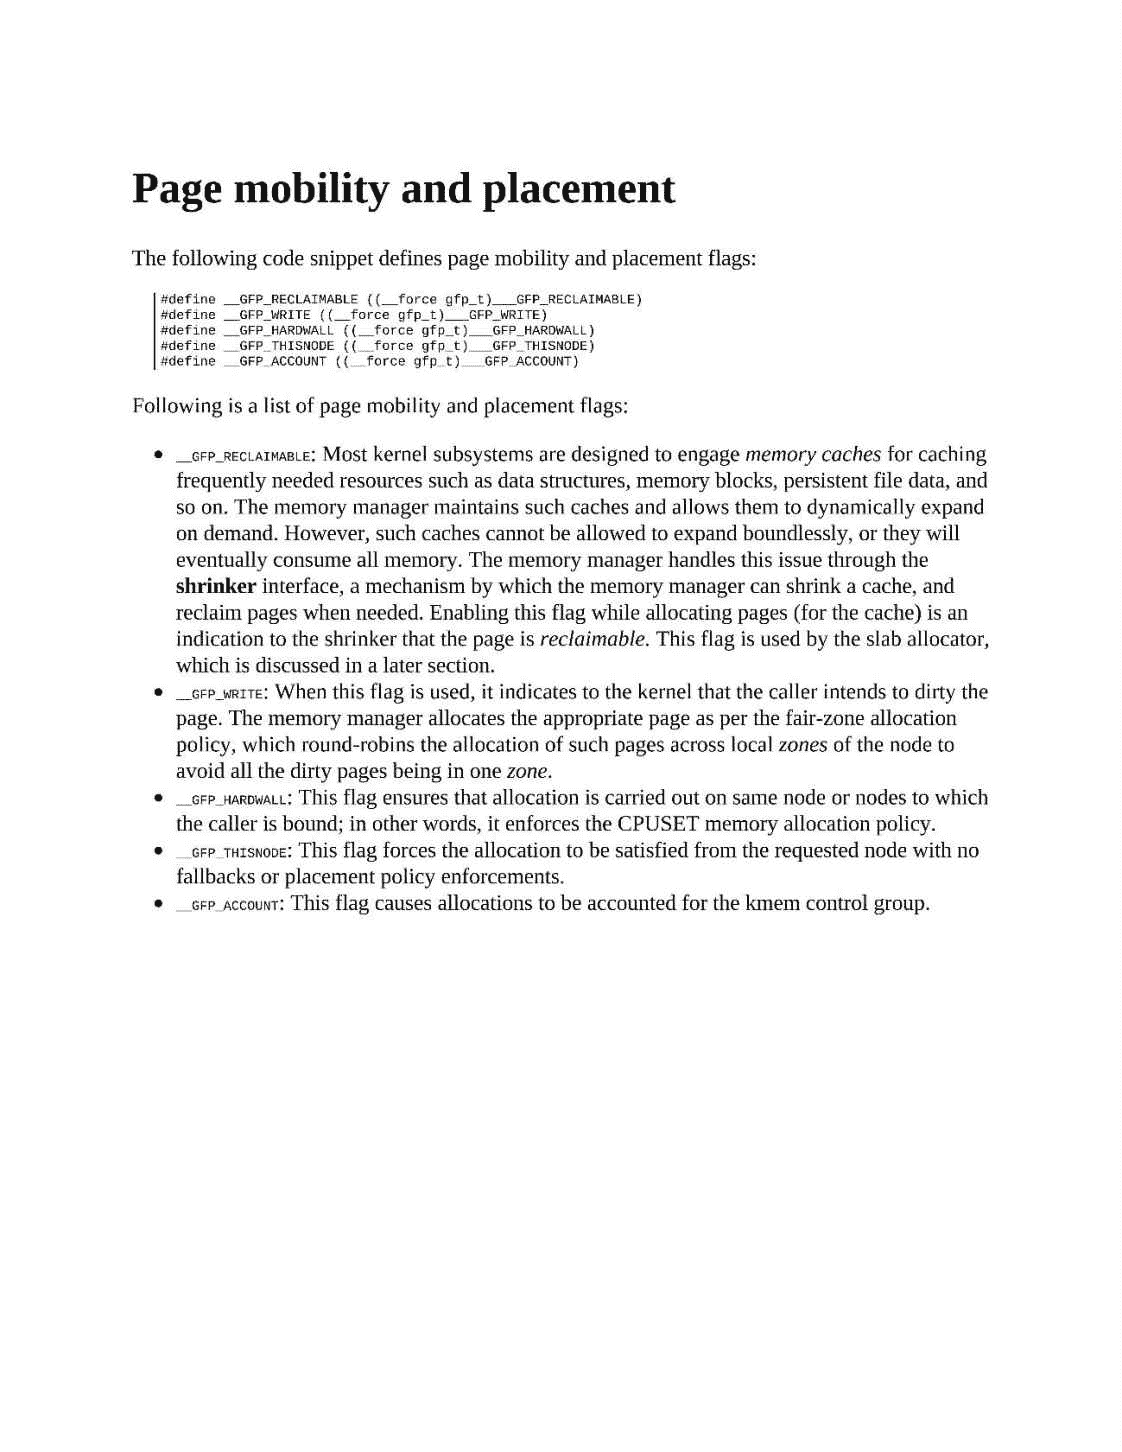 Page mobility and placement
The following code snippet defines page mobility and placement flags:
#define __GFP_RECLAIMABLE ((__force gfp_t)___GFP_RECLAIMABLE)
#define __GFP_WRITE ((__force gfp_t)___GFP_WRITE)
#define __GFP_HARDWALL ((__force gfp_t)___GFP_HARDWALL)
#define __GFP_THISNODE ((__force gfp_t)___GFP_THISNODE)
#define __GFP_ACCOUNT ((__force gfp_t)___GFP_ACCOUNT)
Following is a list of page mobility and placement flags:
• __GFP_RECLAIMABLE: Most kernel subsystems are designed to engage memory caches for caching
frequently needed resources such as data structures, memory blocks, persistent file data, and
so on. The memory manager maintains such caches and allows them to dynamically expand
on demand. However, such caches cannot be allowed to expand boundlessly, or they will
eventually consume all memory. The memory manager handles this issue through the
shrinker interface, a mechanism by which the memory manager can shrink a cache, and
reclaim pages when needed. Enabling this flag while allocating pages (for the cache) is an
indication to the shrinker that the page is reclaimable. This flag is used by the slab allocator,
which is discussed in a later section.
• __GFP_WRITE: When this flag is used, it indicates to the kernel that the caller intends to dirty the
page. The memory manager allocates the appropriate page as per the fair-zone allocation
policy, which round-robins the allocation of such pages across local zones of the node to
avoid all the dirty pages being in one zone.
• __GFP_HARDWALL: This flag ensures that allocation is carried out on same node or nodes to which
the caller is bound; in other words, it enforces the CPUSET memory allocation policy.
• __GFP_THISNODE: This flag forces the allocation to be satisfied from the requested node with no
fallbacks or placement policy enforcements.
• __GFP_ACCOUNT: This flag causes allocations to be accounted for the kmem control group.